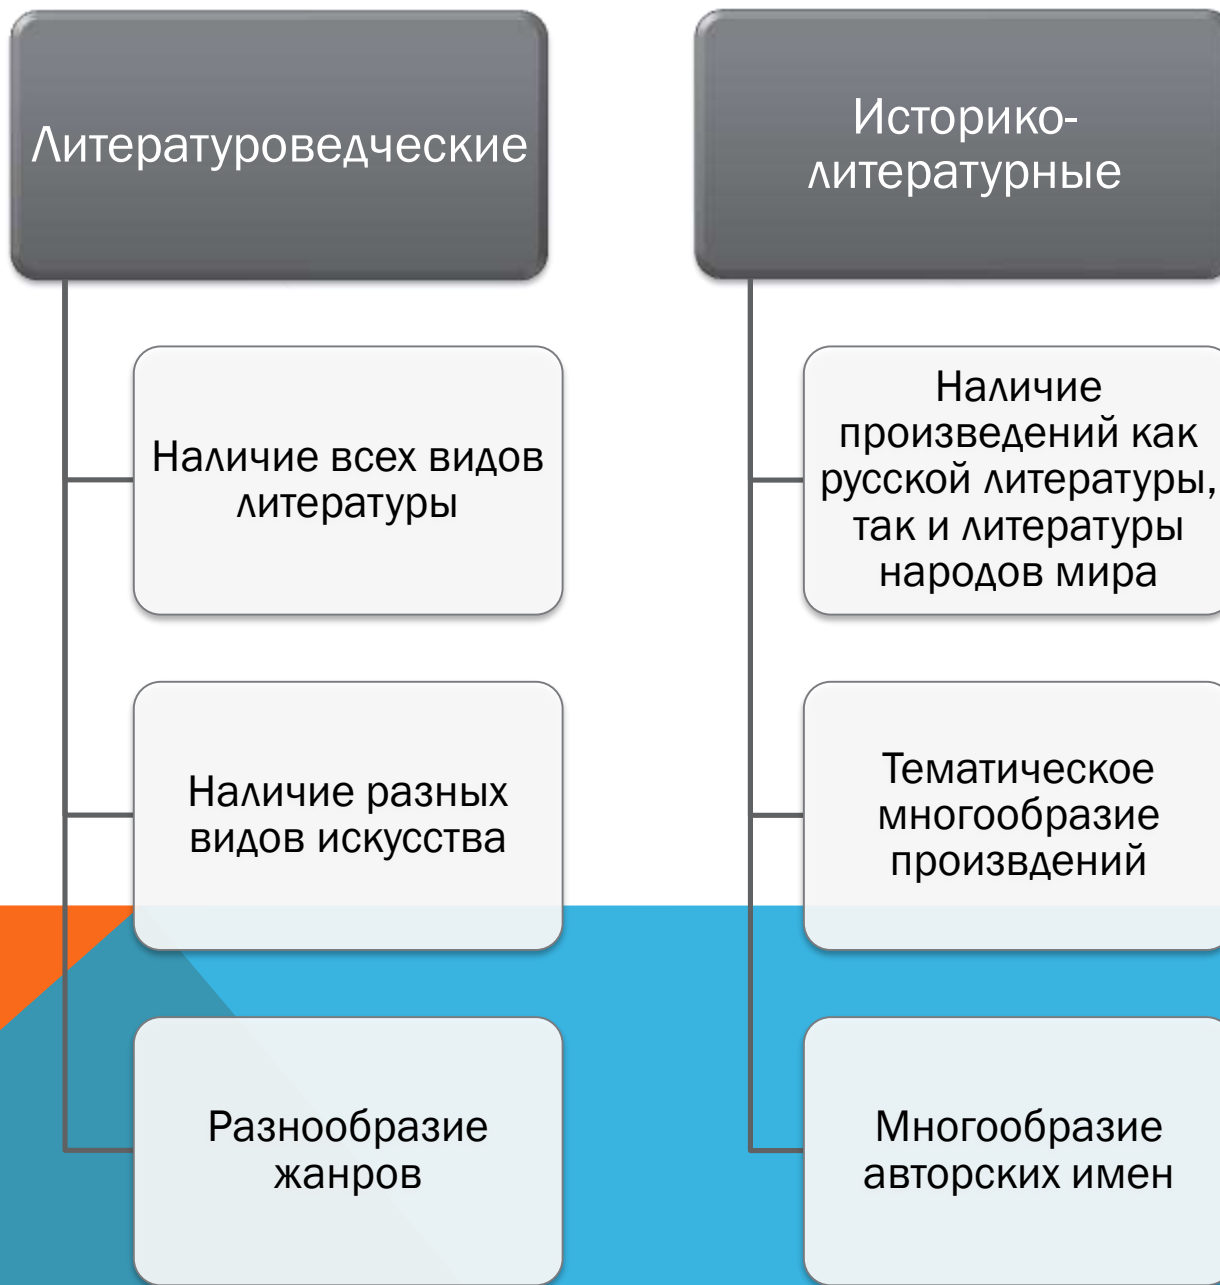 Литературоведческие
Наличие всех видов
литературы
Наличие разных
видов искусства
Разнообразие
жанров
Историко-
литературные
Наличие
произведений как
русской литературы,
так и литературы
народов мира
Тематическое
многообразие
произвдений
Многообразие
авторских имен